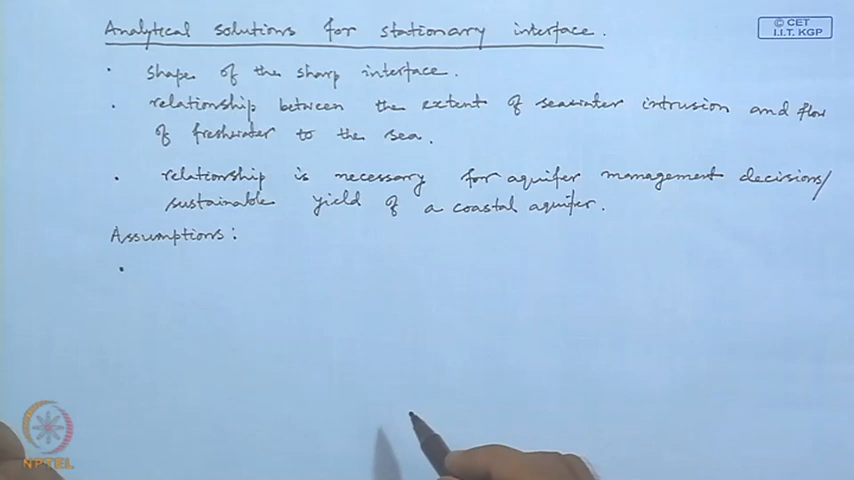 Analytical solutions for stationary interface.
© CET
I.I.T. KGP
· shape of the sharp interface.
· relationship between the extent of seawater intrusion and flow
of freshwater to the sea.
· relationship is necessary for aquifer management decisions/
sustainable yield of a coastal aquifer.
Assumptions:
·
NPTEL